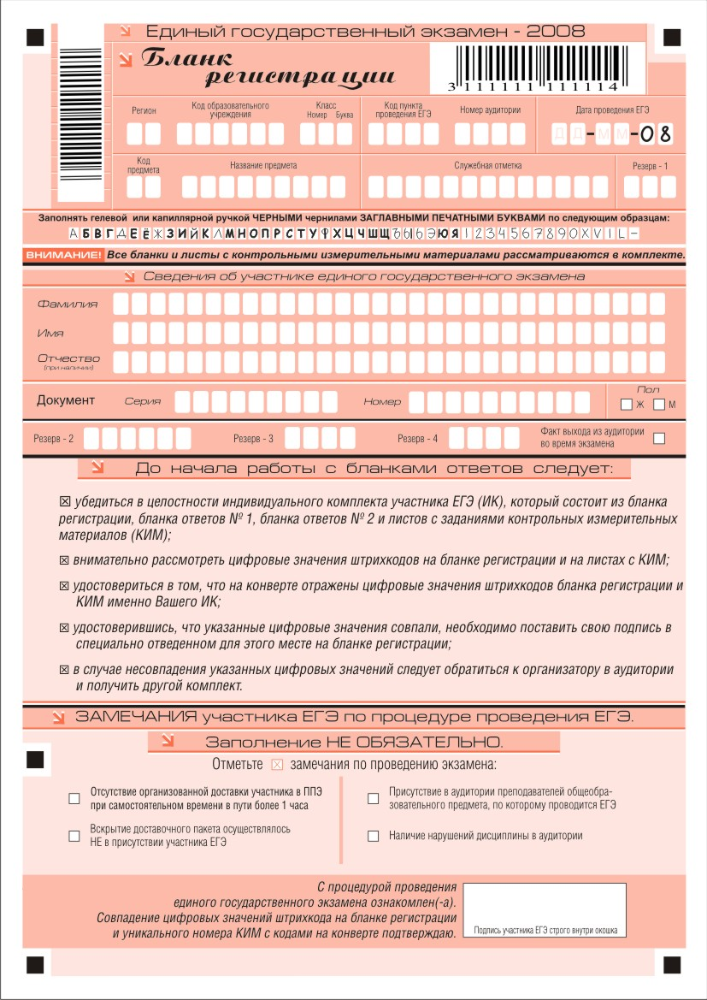 Единый государственный экзамен - 2008
Бланк
регистрации
3 111111 111114
Регион
Код образовательного
учреждения
Класс
Номер Буква
Код пункта
проведения ЕГЭ
Номер аудитории
Дата проведения ЕГЭ
ДД-ММ-08
Код
предмета
Название предмета
Служебная отметка
Резерв - 1
Заполнять гелевой или капиллярной ручкой ЧЕРНЫМИ чернилами ЗАГЛАВНЫМИ ПЕЧАТНЫМИ БУКВАМИ по следующим образцам:
АБВГДЕЁЖЗИЙКЛМНОПРСТУФХЦЧШЩЪЫЬЭЮЯ1234567890XVIL-
ВНИМАНИЕ! Все бланки и листы с контрольными измерительными материалами рассматриваются в комплекте.
Сведения об участнике единого государственного экзамена
Фамилия
Имя
Отчество
(при наличии)
Документ Серия Номер
Пол
Ж М
Резерв - 2 Резерв - 3 Резерв - 4
Факт выхода из аудитории
во время экзамена
До начала работы с бланками ответов следует:
☒ убедиться в целостности индивидуального комплекта участника ЕГЭ (ИК), который состоит из бланка
регистрации, бланка ответов № 1, бланка ответов № 2 и листов с заданиями контрольных измерительных
материалов (КИМ);
☒ внимательно рассмотреть цифровые значения штрихкодов на бланке регистрации и на листах с КИМ;
☒ удостовериться в том, что на конверте отражены цифровые значения штрихкодов бланка регистрации и
КИМ именно Вашего ИК;
☒ удостоверившись, что указанные цифровые значения совпали, необходимо поставить свою подпись в
специально отведенном для этого месте на бланке регистрации;
☒ в случае несовпадения указанных цифровых значений следует обратиться к организатору в аудитории
и получить другой комплект.
ЗАМЕЧАНИЯ участника ЕГЭ по процедуре проведения ЕГЭ.
Заполнение НЕ ОБЯЗАТЕЛЬНО.
Отметьте ☒ замечания по проведению экзамена:
Отсутствие организованной доставки участника в ППЭ
при самостоятельном времени в пути более 1 часа
Вскрытие доставочного пакета осуществлялось
НЕ в присутствии участника ЕГЭ
Присутствие в аудитории преподавателей общеобра-
зовательного предмета, по которому проводится ЕГЭ
Наличие нарушений дисциплины в аудитории
С процедурой проведения
единого государственного экзамена ознакомлен(-а).
Совпадение цифровых значений штрихкода на бланке регистрации
и уникального номера КИМ с кодами на конверте подтверждаю.
Подпись участника ЕГЭ строго внутри окошка